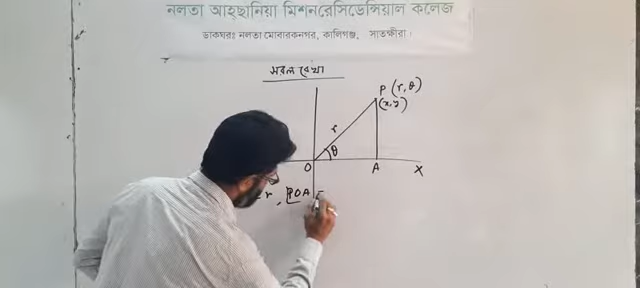 নলতা আহ্ছানিয়া মিশনরেসিডেন্সিয়াল কলেজ
ডাকঘরঃ নলতা মোবারকনগর, কালিগঞ্জ, সাতক্ষীরা।
সরল রেখা
P (r, θ)
(x, y)
r
θ
O A X
r, ∠POA =